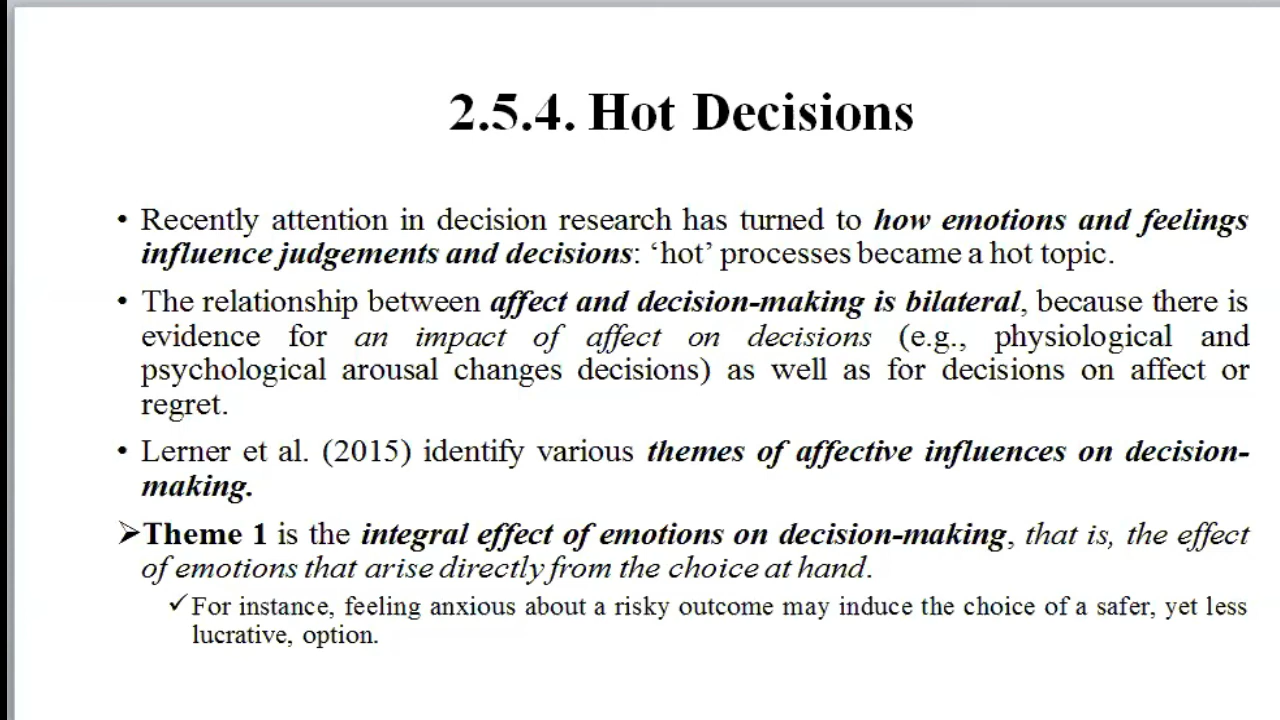 2.5.4. Hot Decisions
• Recently attention in decision research has turned to how emotions and feelings
influence judgements and decisions: ‘hot’ processes became a hot topic.
• The relationship between affect and decision-making is bilateral, because there is
evidence for an impact of affect on decisions (e.g., physiological and
psychological arousal changes decisions) as well as for decisions on affect or
regret.
• Lerner et al. (2015) identify various themes of affective influences on decision-
making.
➢Theme 1 is the integral effect of emotions on decision-making, that is, the effect
of emotions that arise directly from the choice at hand.
✓For instance, feeling anxious about a risky outcome may induce the choice of a safer, yet less
lucrative, option.